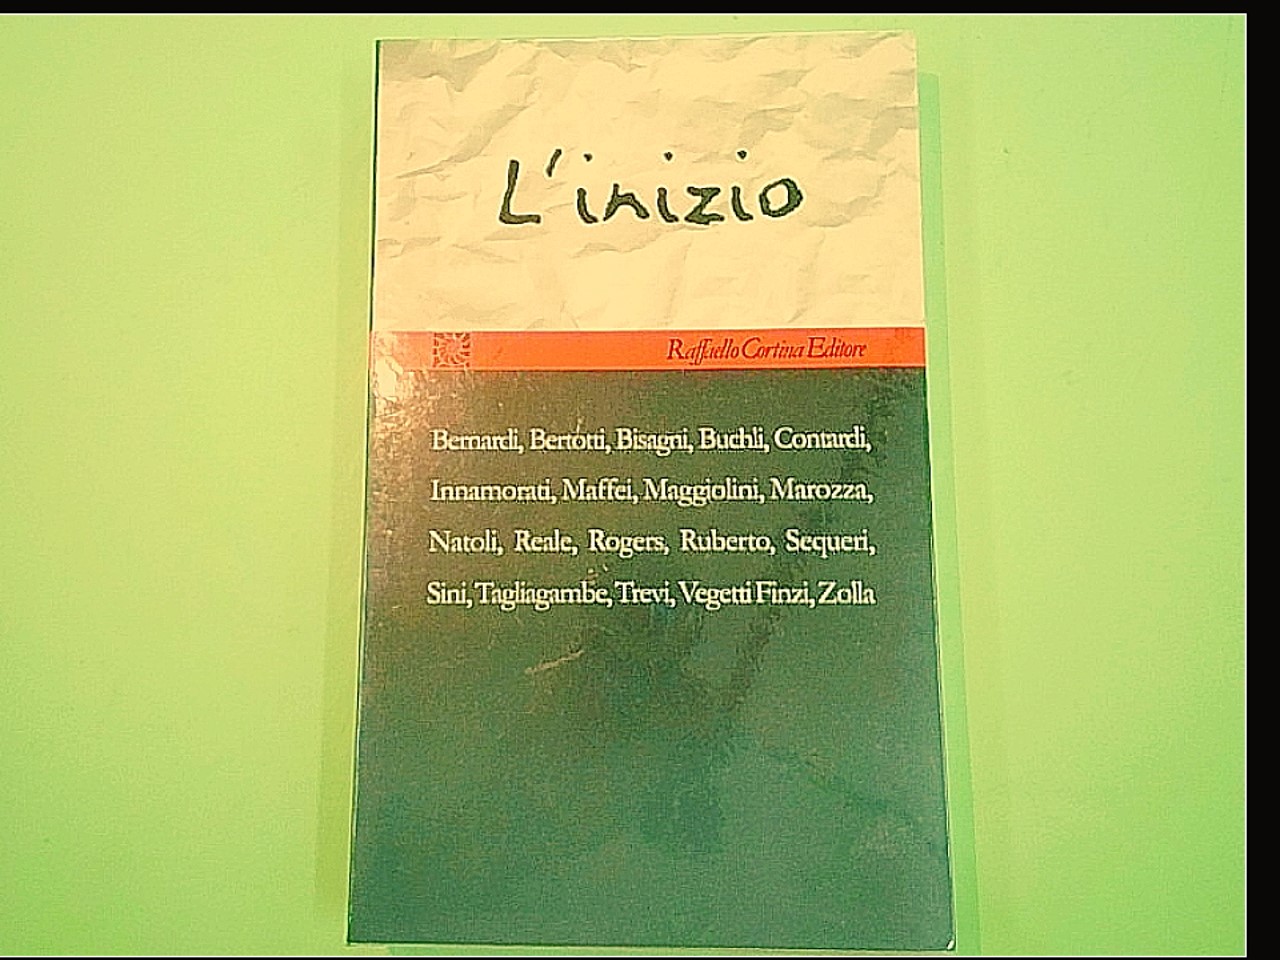 L'inizio
Raffaello Cortina Editore
Bernardi, Bertotti, Bisagni, Buchli, Contardi,
Innamorati, Maffei, Maggiolini, Marozza,
Natoli, Reale, Rogers, Ruberto, Sequeri,
Sini, Tagliagambe, Trevi, Vegetti Finzi, Zolla